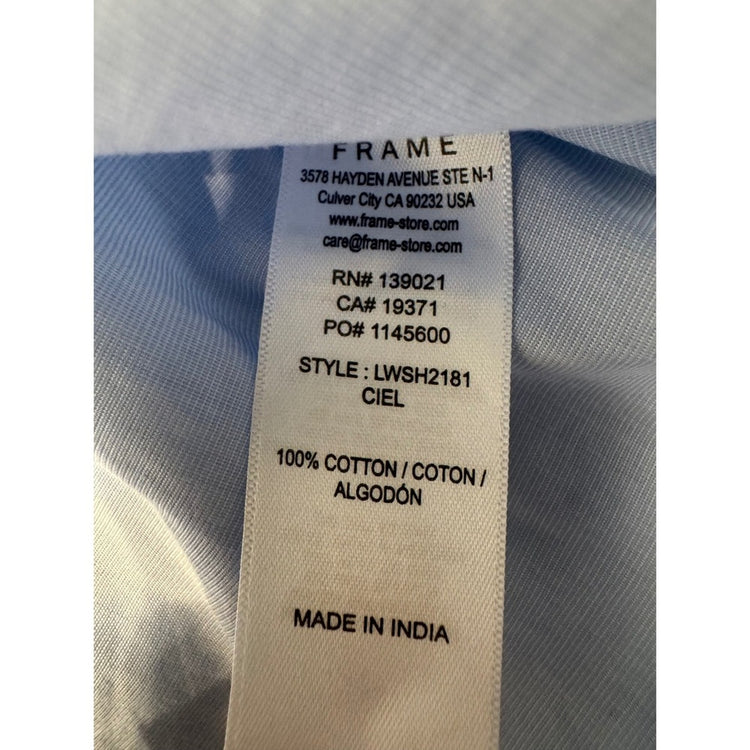 FRAME
3578 HAYDEN AVENUE STE N-1
Culver City CA 90232 USA
www.frame-store.com
care@frame-store.com
RN# 139021
CA# 19371
PO# 1145600
STYLE : LWSH2181
CIEL
100% COTTON / COTON /
ALGODÓN
MADE IN INDIA